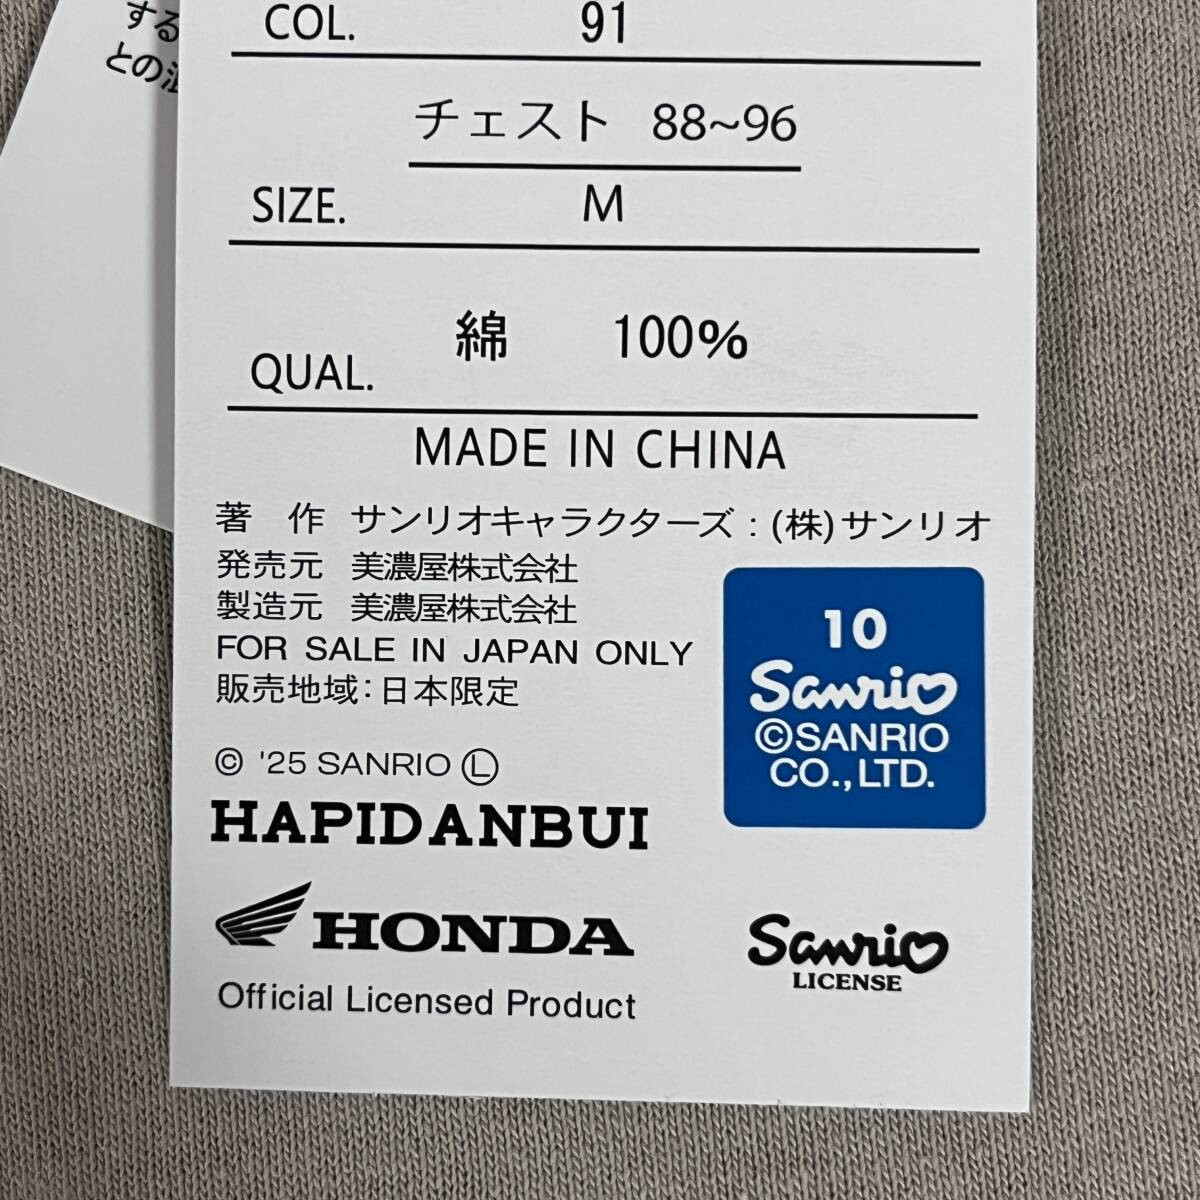 する
との
COL. 91
チェスト 88~96
SIZE. M
綿 100%
QUAL.
MADE IN CHINA
著 作 サンリオキャラクターズ：(株)サンリオ
発売元 美濃屋株式会社
製造元 美濃屋株式会社
FOR SALE IN JAPAN ONLY
販売地域：日本限定
© '25 SANRIO Ⓛ
HAPIDANBUI
HONDA
Official Licensed Product
10
Sanrio
©SANRIO
CO.,LTD.
Sanrio
LICENSE